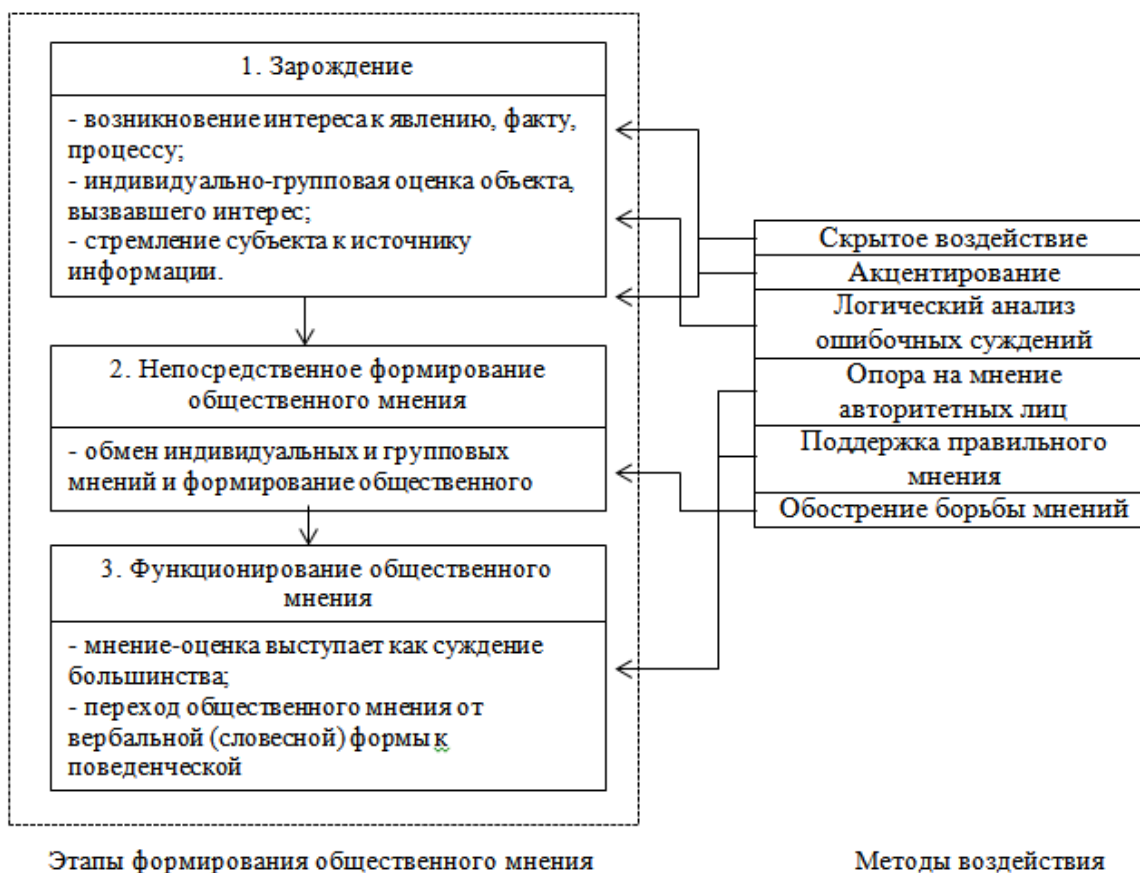 1. Зарождение
- возникновение интереса к явлению, факту,
процессу;
- индивидуально-групповая оценка объекта,
вызвавшего интерес;
- стремление субъекта к источнику
информации.
2. Непосредственное формирование
общественного мнения
- обмен индивидуальных и групповых
мнений и формирование общественного
3. Функционирование общественного
мнения
- мнение-оценка выступает как суждение
большинства;
- переход общественного мнения от
вербальной (словесной) формы к
поведенческой
Скрытое воздействие
Акцентирование
Логический анализ
ошибочных суждений
Опора на мнение
авторитетных лиц
Поддержка правильного
мнения
Обострение борьбы мнений
Этапы формирования общественного мнения
Методы воздействия